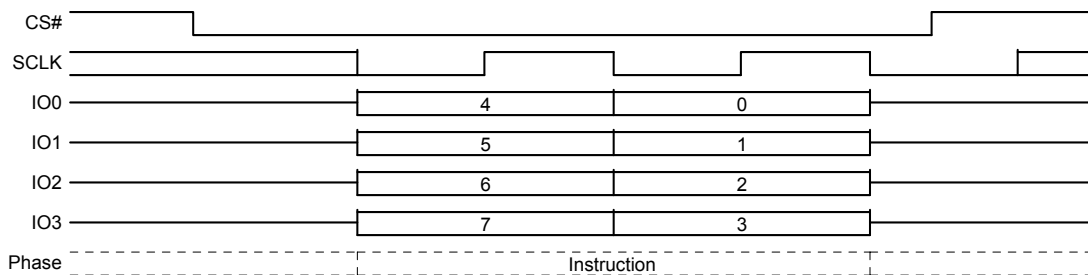 CS#
SCLK
IO0 4 0
IO1 5 1
IO2 6 2
IO3 7 3
Phase Instruction